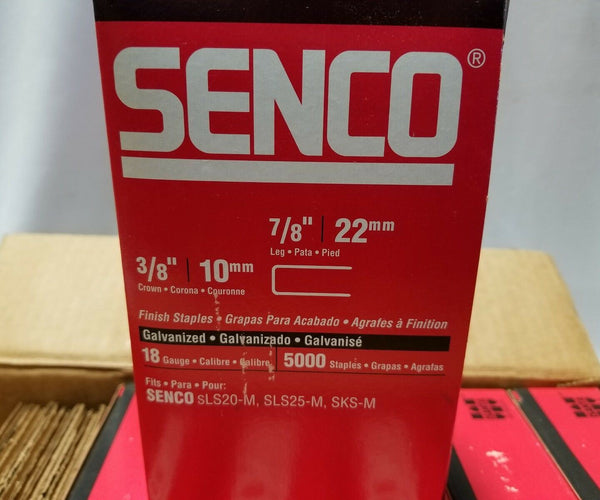 SENCO®
7/8" | 22mm
Leg • Pata • Pied
3/8" | 10mm
Crown • Corona • Couronne
Finish Staples • Grapas Para Acabado • Agrafes à Finition
Galvanized • Galvanizado • Galvanisé
18 Gauge • Calibre • Calibre | 5000 Staples • Grapas • Agrafas
Fits • Para • Pour:
SENCO sLS20-M, SLS25-M, SKS-M